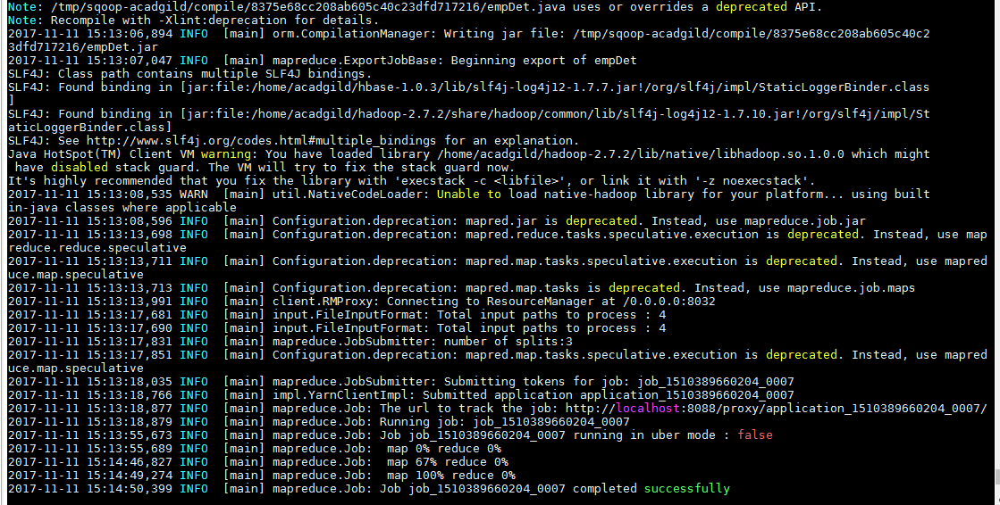 Note: /tmp/sqoop-acadgild/compile/8375e68cc208ab605c40c23dfd717216/empDet.java uses or overrides a deprecated API.
Note: Recompile with -Xlint:deprecation for details.
2017-11-11 15:13:06,894 INFO  [main] orm.CompilationManager: Writing jar file: /tmp/sqoop-acadgild/compile/8375e68cc208ab605c40c2
3dfd717216/empDet.jar
2017-11-11 15:13:07,047 INFO  [main] mapreduce.ExportJobBase: Beginning export of empDet
SLF4J: Class path contains multiple SLF4J bindings.
SLF4J: Found binding in [jar:file:/home/acadgild/hbase-1.0.3/lib/slf4j-log4j12-1.7.7.jar!/org/slf4j/impl/StaticLoggerBinder.class
]
SLF4J: Found binding in [jar:file:/home/acadgild/hadoop-2.7.2/share/hadoop/common/lib/slf4j-log4j12-1.7.10.jar!/org/slf4j/impl/St
aticLoggerBinder.class]
SLF4J: See http://www.slf4j.org/codes.html#multiple_bindings for an explanation.
Java HotSpot(TM) Client VM warning: You have loaded library /home/acadgild/hadoop-2.7.2/lib/native/libhadoop.so.1.0.0 which might
 have disabled stack guard. The VM will try to fix the stack guard now.
It's highly recommended that you fix the library with 'execstack -c <libfile>', or link it with '-z noexecstack'.
2017-11-11 15:13:08,535 WARN  [main] util.NativeCodeLoader: Unable to load native-hadoop library for your platform... using built
in-java classes where applicable
2017-11-11 15:13:08,596 INFO  [main] Configuration.deprecation: mapred.jar is deprecated. Instead, use mapreduce.job.jar
2017-11-11 15:13:13,698 INFO  [main] Configuration.deprecation: mapred.reduce.tasks.speculative.execution is deprecated. Instead, use map
reduce.reduce.speculative
2017-11-11 15:13:13,711 INFO  [main] Configuration.deprecation: mapred.map.tasks.speculative.execution is deprecated. Instead, use mapred
uce.map.speculative
2017-11-11 15:13:13,713 INFO  [main] Configuration.deprecation: mapred.map.tasks is deprecated. Instead, use mapreduce.job.maps
2017-11-11 15:13:13,991 INFO  [main] client.RMProxy: Connecting to ResourceManager at /0.0.0.0:8032
2017-11-11 15:13:17,681 INFO  [main] input.FileInputFormat: Total input paths to process : 4
2017-11-11 15:13:17,690 INFO  [main] input.FileInputFormat: Total input paths to process : 4
2017-11-11 15:13:17,831 INFO  [main] mapreduce.JobSubmitter: number of splits:3
2017-11-11 15:13:17,851 INFO  [main] Configuration.deprecation: mapred.map.tasks.speculative.execution is deprecated. Instead, use mapred
uce.map.speculative
2017-11-11 15:13:18,035 INFO  [main] mapreduce.JobSubmitter: Submitting tokens for job: job_1510389660204_0007
2017-11-11 15:13:18,766 INFO  [main] impl.YarnClientImpl: Submitted application application_1510389660204_0007
2017-11-11 15:13:18,877 INFO  [main] mapreduce.Job: The url to track the job: http://localhost:8088/proxy/application_1510389660204_0007/
2017-11-11 15:13:18,879 INFO  [main] mapreduce.Job: Running job: job_1510389660204_0007
2017-11-11 15:13:55,673 INFO  [main] mapreduce.Job: Job job_1510389660204_0007 running in uber mode : false
2017-11-11 15:13:55,689 INFO  [main] mapreduce.Job:  map 0% reduce 0%
2017-11-11 15:14:46,827 INFO  [main] mapreduce.Job:  map 67% reduce 0%
2017-11-11 15:14:49,274 INFO  [main] mapreduce.Job:  map 100% reduce 0%
2017-11-11 15:14:50,399 INFO  [main] mapreduce.Job: Job job_1510389660204_0007 completed successfully